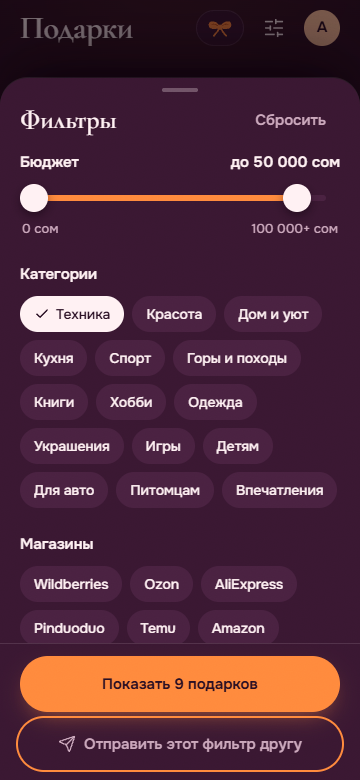 Подарки
A
Фильтры
Сбросить
Бюджет
до 50 000 сом
0 сом
100 000+ сом
Категории
Техника
Красота
Дом и уют
Кухня
Спорт
Горы и походы
Книги
Хобби
Одежда
Украшения
Игры
Детям
Для авто
Питомцам
Впечатления
Магазины
Wildberries
Ozon
AliExpress
Pinduoduo
Temu
Amazon
Показать 9 подарков
Отправить этот фильтр другу